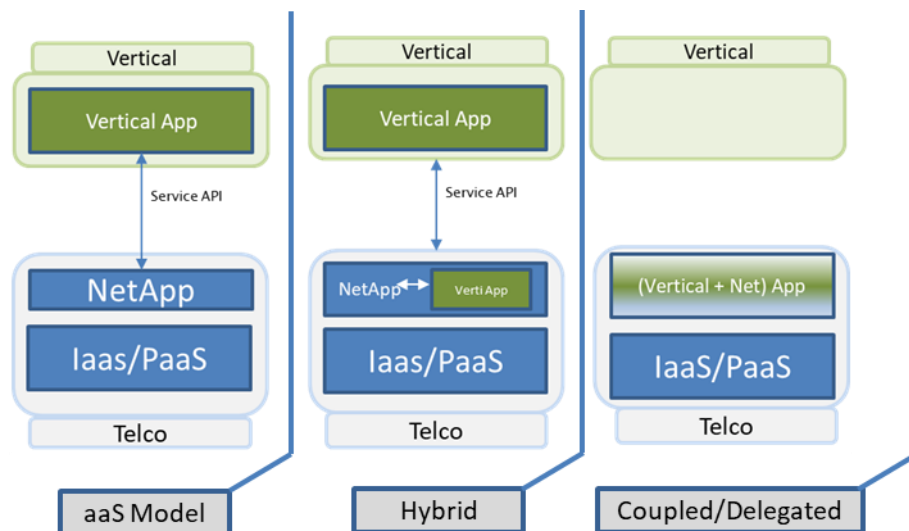 Vertical
Vertical App
Service API
NetApp
Iaas/PaaS
Telco
aaS Model
Vertical
Vertical App
Service API
NetApp
Verti App
Iaas/PaaS
Telco
Hybrid
Vertical
(Vertical + Net) App
IaaS/PaaS
Telco
Coupled/Delegated